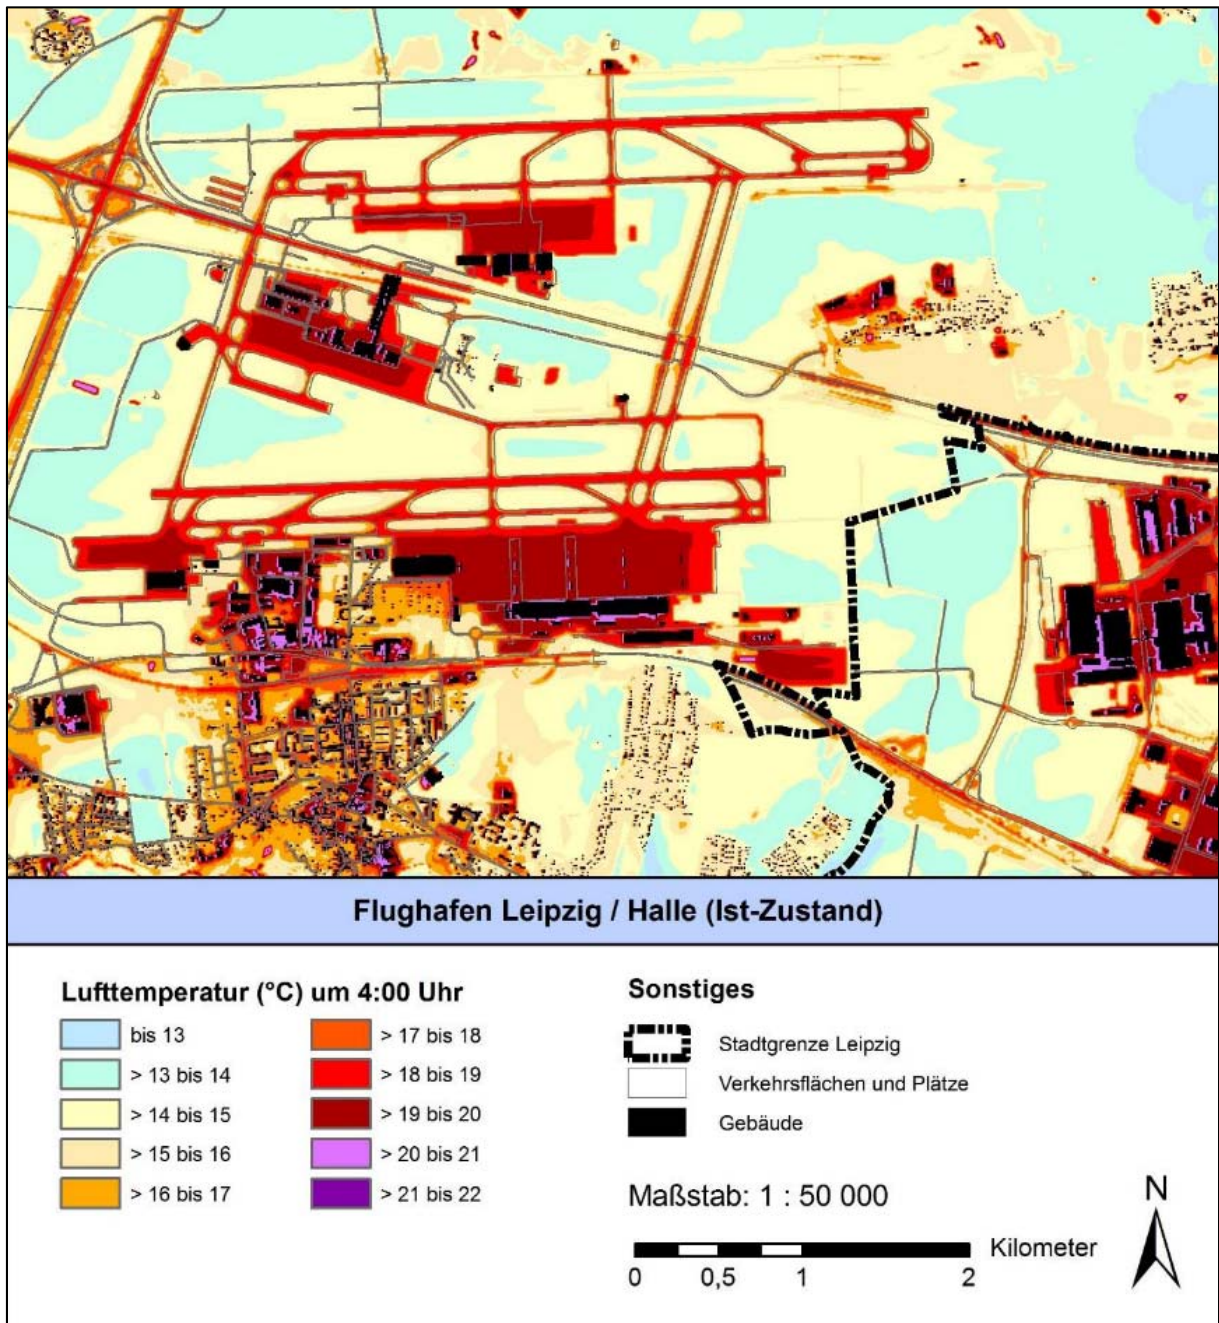 Flughafen Leipzig / Halle (Ist-Zustand)
Lufttemperatur (°C) um 4:00 Uhr
bis 13
> 13 bis 14
> 14 bis 15
> 15 bis 16
> 16 bis 17
> 17 bis 18
> 18 bis 19
> 19 bis 20
> 20 bis 21
> 21 bis 22
Sonstiges
Stadtgrenze Leipzig
Verkehrsflächen und Plätze
Gebäude
Maßstab: 1 : 50 000
Kilometer
0 0,5 1 2
N